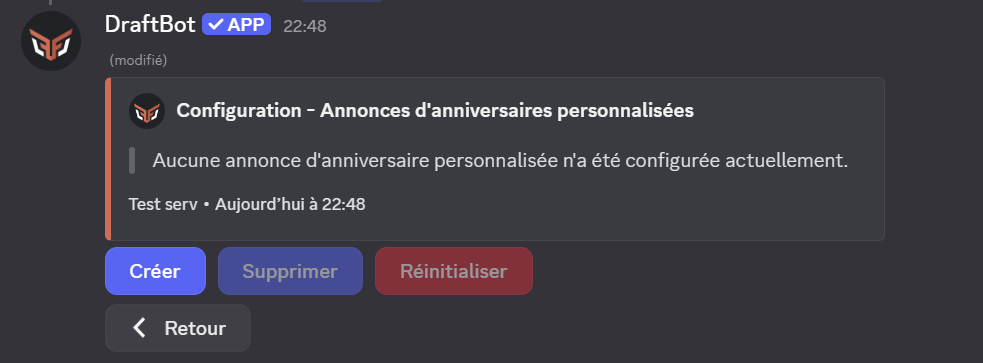 DraftBot ✓ APP 22:48
(modifié)
Configuration - Annonces d'anniversaires personnalisées
Aucune annonce d'anniversaire personnalisée n'a été configurée actuellement.
Test serv • Aujourd’hui à 22:48
Créer Supprimer Réinitialiser
Retour